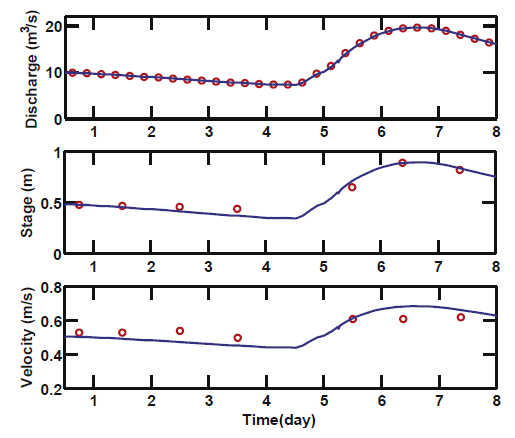 Discharge (m³/s)
20
10
0
1 2 3 4 5 6 7 8
Stage (m)
1
0.5
0
1 2 3 4 5 6 7 8
Velocity (m/s)
0.8
0.6
0.4
0.2
1 2 3 4 5 6 7 8
Time(day)